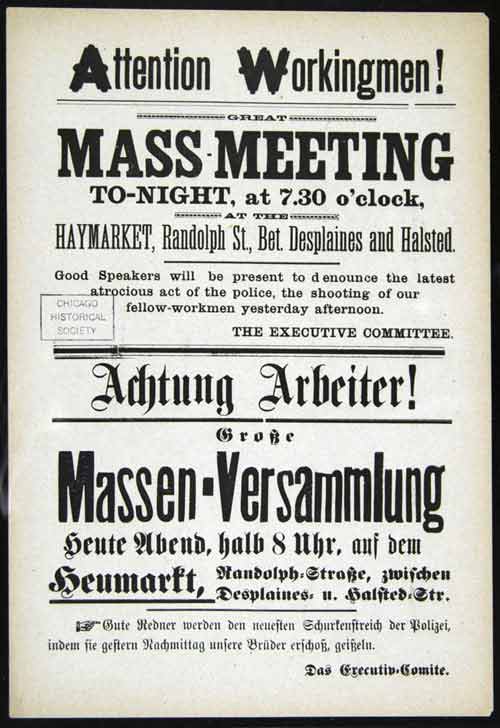 Attention Workingmen!
GREAT
MASS-MEETING
TO-NIGHT, at 7.30 o'clock,
AT THE
HAYMARKET, Randolph St., Bet. Desplaines and Halsted.
Good Speakers will be present to denounce the latest
atrocious act of the police, the shooting of our
fellow-workmen yesterday afternoon.
CHICAGO
HISTORICAL
SOCIETY
THE EXECUTIVE COMMITTEE.
Achtung Arbeiter!
Große
Massen-Versammlung
Heute Abend, halb 8 Uhr, auf dem
Heumarkt, Randolph-Straße, zwischen
Desplaines- u. Halsted-Str.
☞ Gute Redner werden den neuesten Schurkenstreich der Polizei,
indem sie gestern Nachmittag unsere Brüder erschoß, geißeln.
Das Executiv-Comite.